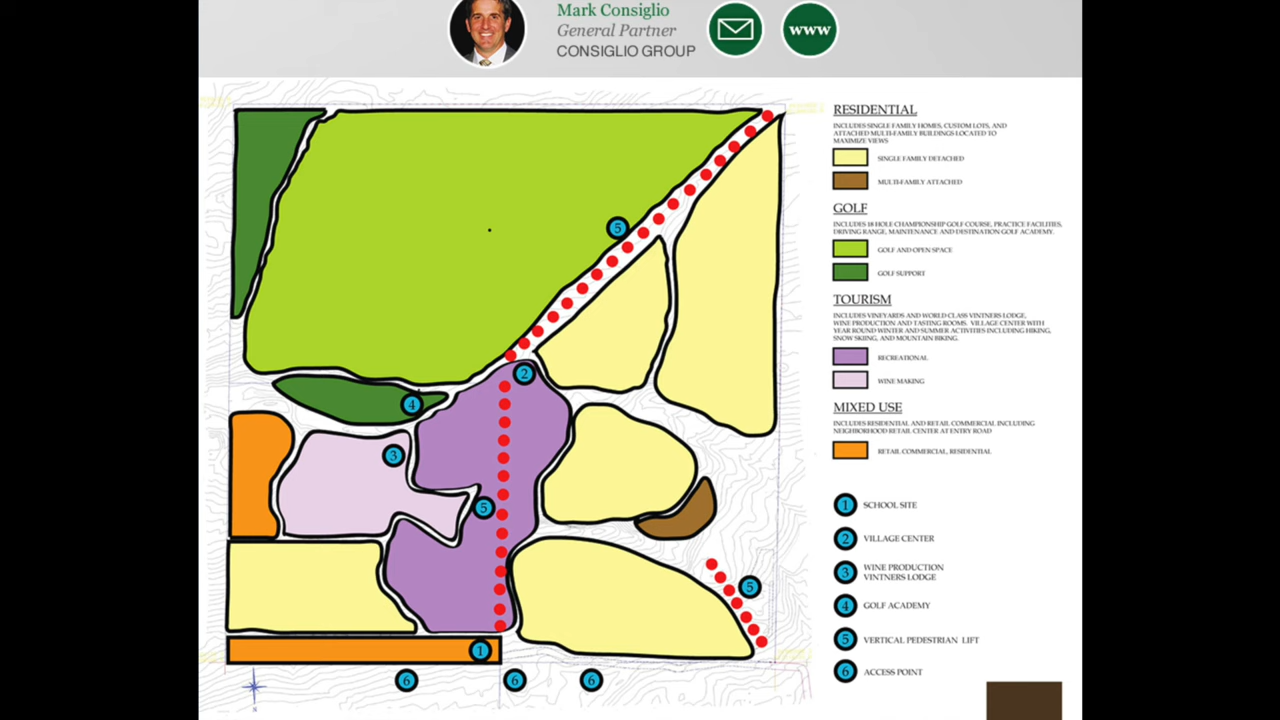 Mark Consiglio
General Partner
CONSIGLIO GROUP
WWW
RESIDENTIAL
INCLUDES SINGLE FAMILY HOMES, CUSTOM LOTS, AND
ATTACHED MULTI-FAMILY BUILDINGS LOCATED TO
MAXIMIZE VIEWS
SINGLE FAMILY DETACHED
MULTI-FAMILY ATTACHED
GOLF
INCLUDES 18 HOLE CHAMPIONSHIP GOLF COURSE, PRACTICE FACILITIES,
DRIVING RANGE, MAINTENANCE AND DESTINATION GOLF ACADEMY.
GOLF AND OPEN SPACE
GOLF SUPPORT
TOURISM
INCLUDES VINEYARDS AND WORLD CLASS VINTNERS LODGE,
WINE PRODUCTION AND TASTING ROOMS. VILLAGE CENTER WITH
YEAR ROUND WINTER AND SUMMER ACTIVITIES INCLUDING HIKING,
SNOW SKIING, AND MOUNTAIN BIKING.
RECREATIONAL
WINE MAKING
MIXED USE
INCLUDES RESIDENTIAL AND RETAIL COMMERCIAL INCLUDING
NEIGHBORHOOD RETAIL CENTER AT ENTRY ROAD
RETAIL COMMERCIAL, RESIDENTIAL
1 SCHOOL SITE
2 VILLAGE CENTER
3 WINE PRODUCTION
VINTNERS LODGE
4 GOLF ACADEMY
5 VERTICAL PEDESTRIAN LIFT
6 ACCESS POINT
5
2
4
3
5
5
1
6
6
6